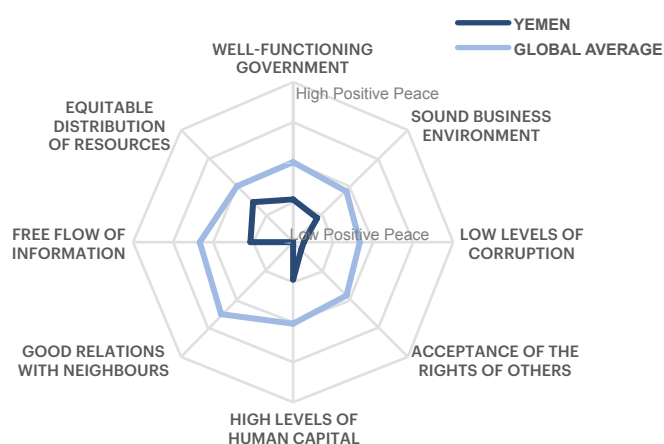 YEMEN
GLOBAL AVERAGE
WELL-FUNCTIONING
GOVERNMENT
High Positive Peace
EQUITABLE
DISTRIBUTION
OF RESOURCES
SOUND BUSINESS
ENVIRONMENT
FREE FLOW OF
INFORMATION
Low Positive Peace
LOW LEVELS OF
CORRUPTION
GOOD RELATIONS
WITH NEIGHBOURS
ACCEPTANCE OF THE
RIGHTS OF OTHERS
HIGH LEVELS OF
HUMAN CAPITAL